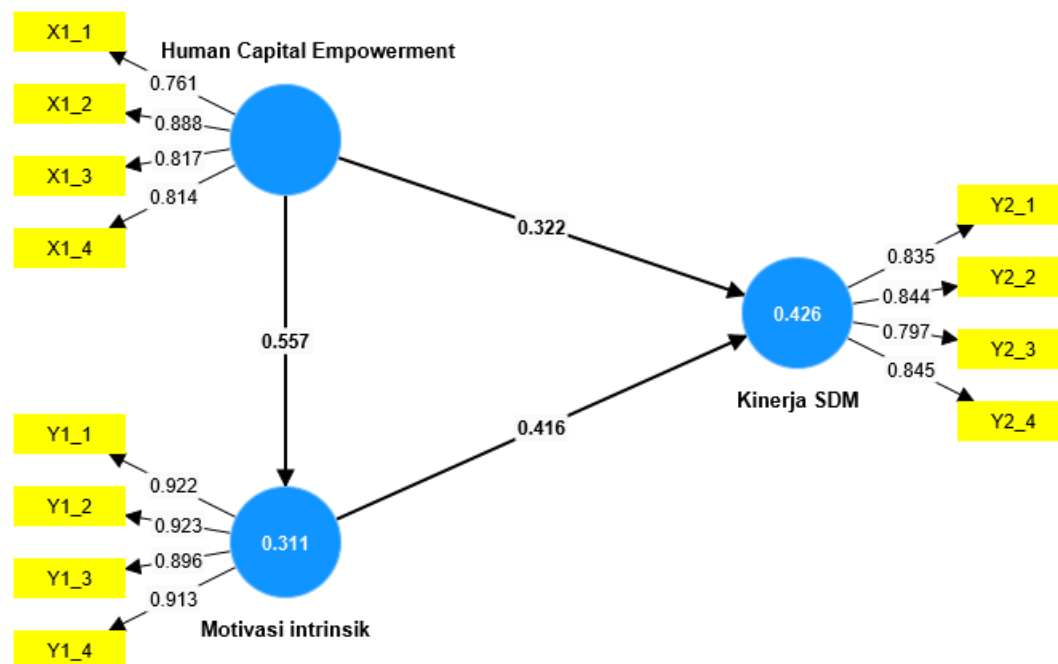 X1_1
Human Capital Empowerment
0.761
X1_2
0.888
0.817
X1_3
0.814
X1_4
0.322
Y2_1
0.835
Y2_2
0.844
0.426
0.797
Y2_3
0.845
Kinerja SDM
Y2_4
0.557
0.416
Y1_1
0.922
Y1_2
0.923
0.311
0.896
Y1_3
0.913
Motivasi intrinsik
Y1_4